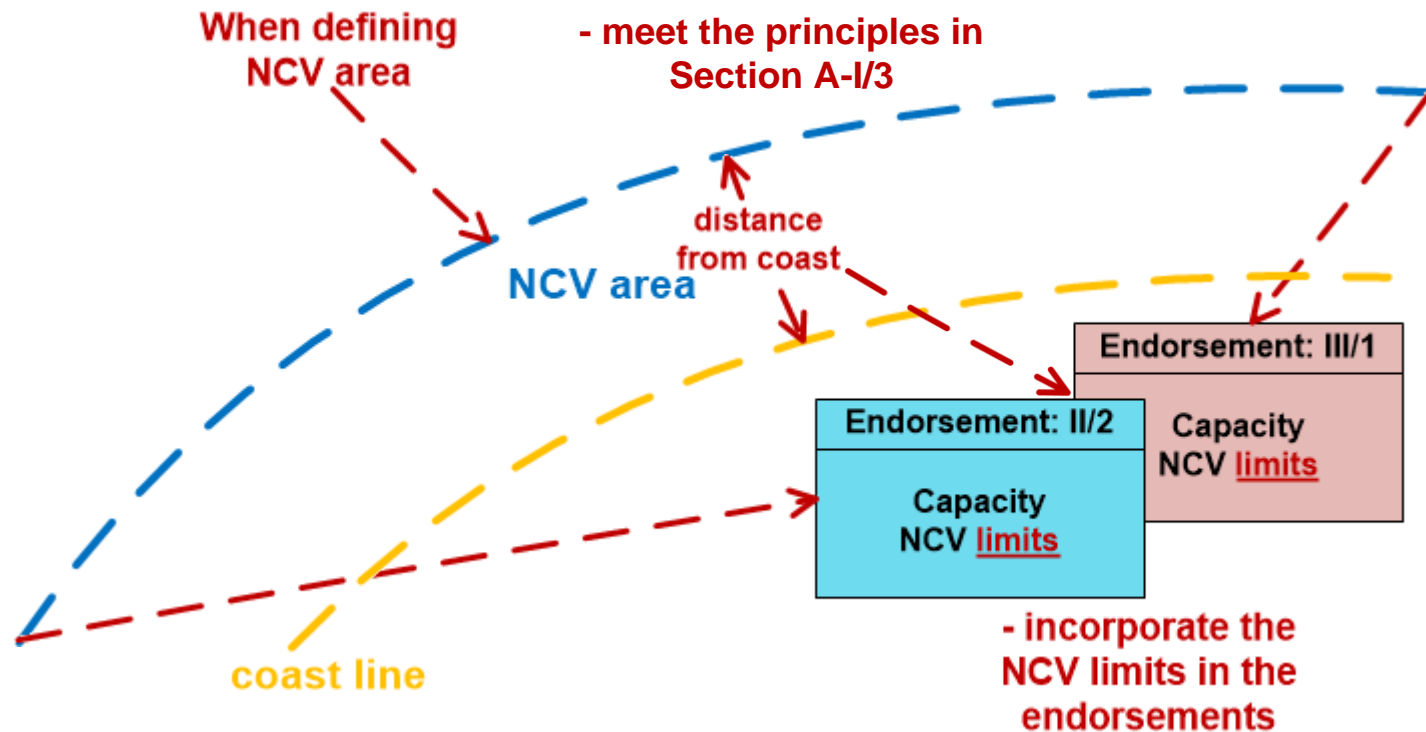 When defining
NCV area
- meet the principles in
Section A-I/3
distance
from coast
NCV area
Endorsement: III/1
Capacity
NCV limits
Endorsement: II/2
Capacity
NCV limits
coast line
- incorporate the
NCV limits in the
endorsements